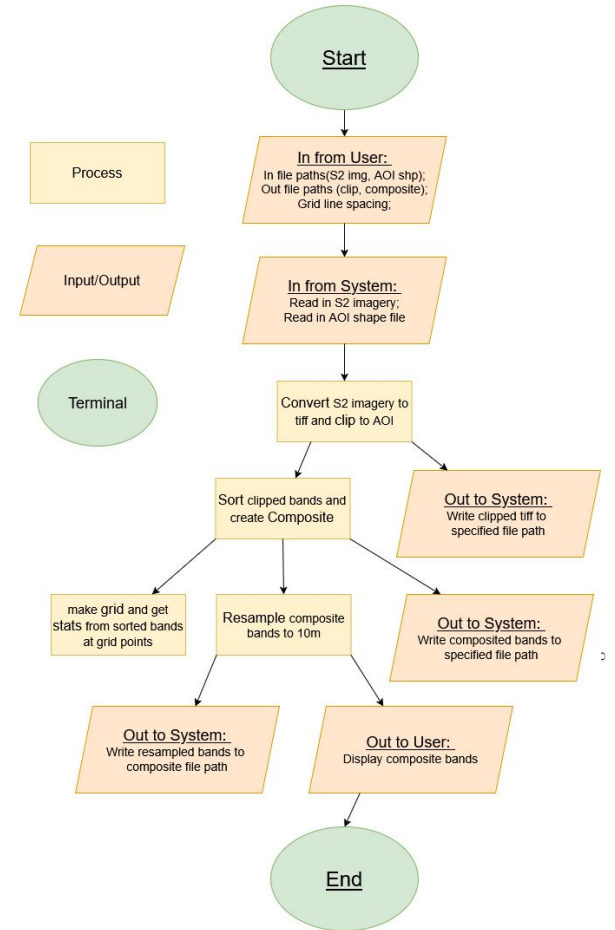 Start
In from User:
In file paths(S2 img, AOI shp);
Out file paths (clip, composite);
Grid line spacing;
Process
Input/Output
In from System:
Read in S2 imagery;
Read in AOI shape file
Terminal
Convert S2 imagery to
tiff and clip to AOI
Sort clipped bands and
create Composite
Out to System:
Write clipped tiff to
specified file path
make grid and get
stats from sorted bands
at grid points
Resample composite
bands to 10m
Out to System:
Write composited bands to
specified file path
Out to System:
Write resampled bands to
composite file path
Out to User:
Display composite bands
End